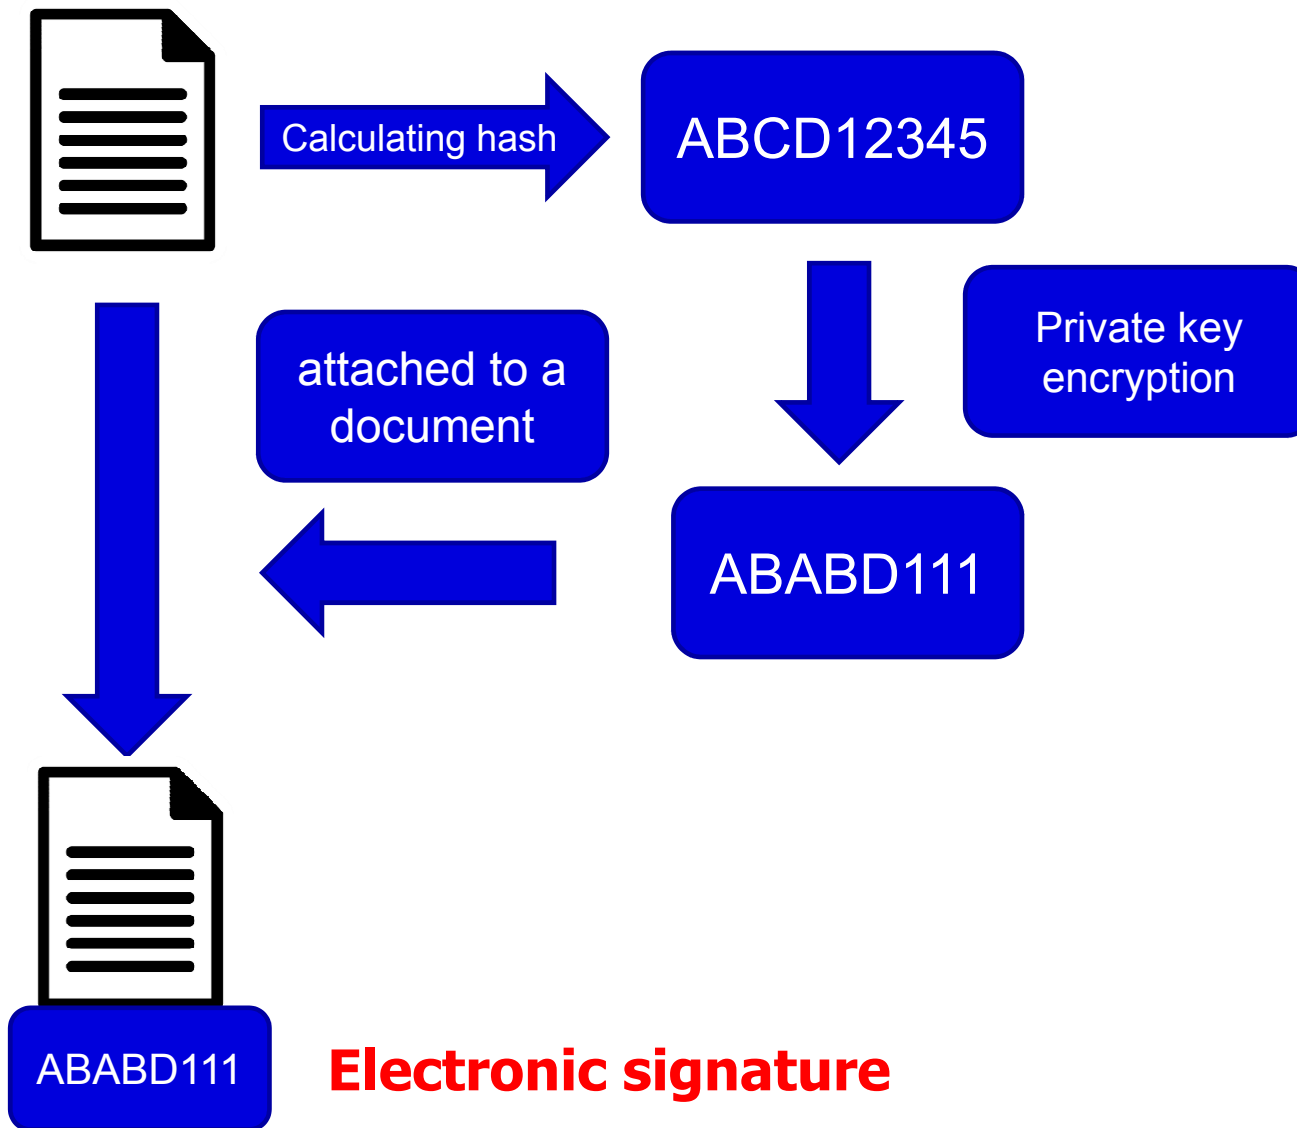 Calculating hash
ABCD12345
Private key
encryption
attached to a
document
ABABD111
ABABD111
Electronic signature